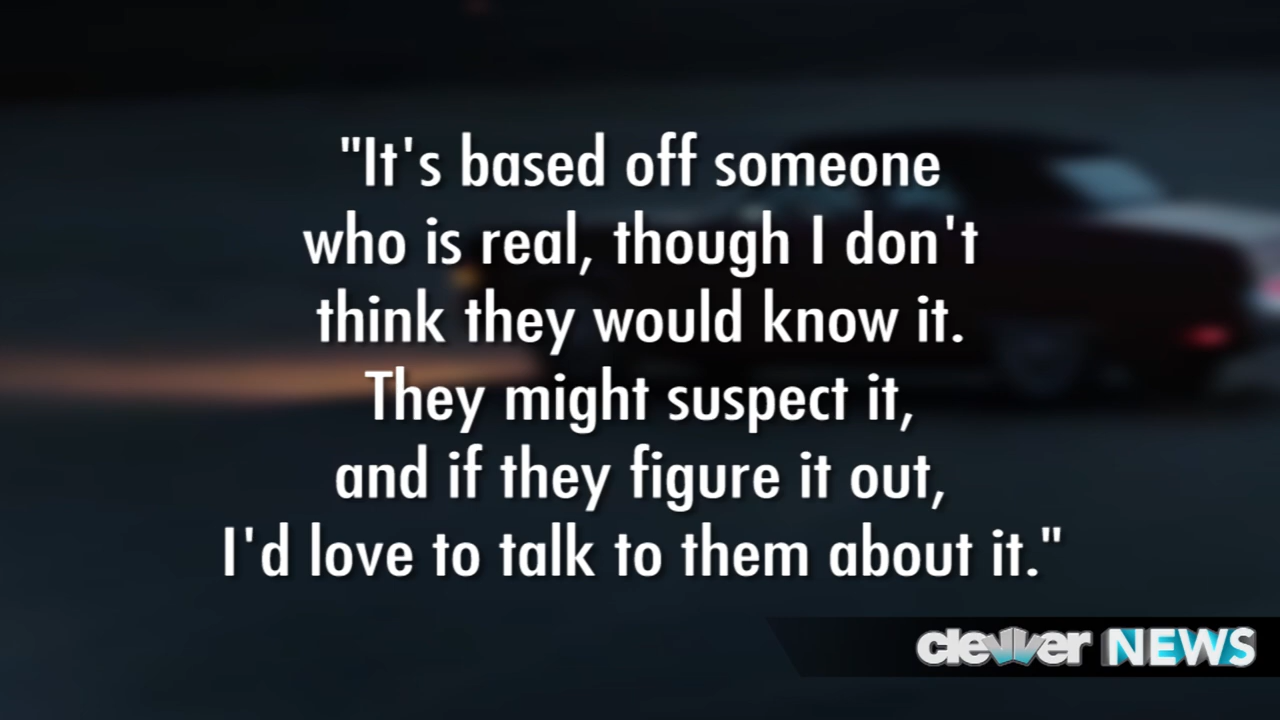 "It's based off someone
who is real, though I don't
think they would know it.
They might suspect it,
and if they figure it out,
I'd love to talk to them about it."
clevver NEWS